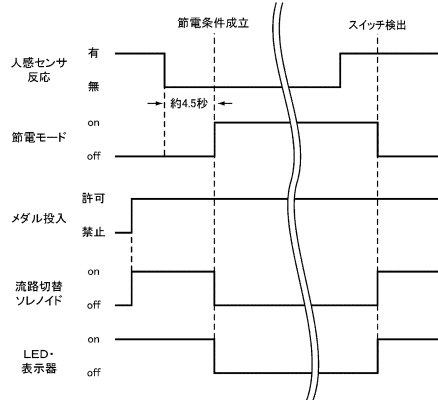 節電条件成立
スイッチ検出
人感センサ
反応
有
無
約4.5秒
節電モード
on
off
メダル投入
許可
禁止
流路切替
ソレノイド
on
off
LED・
表示器
on
off